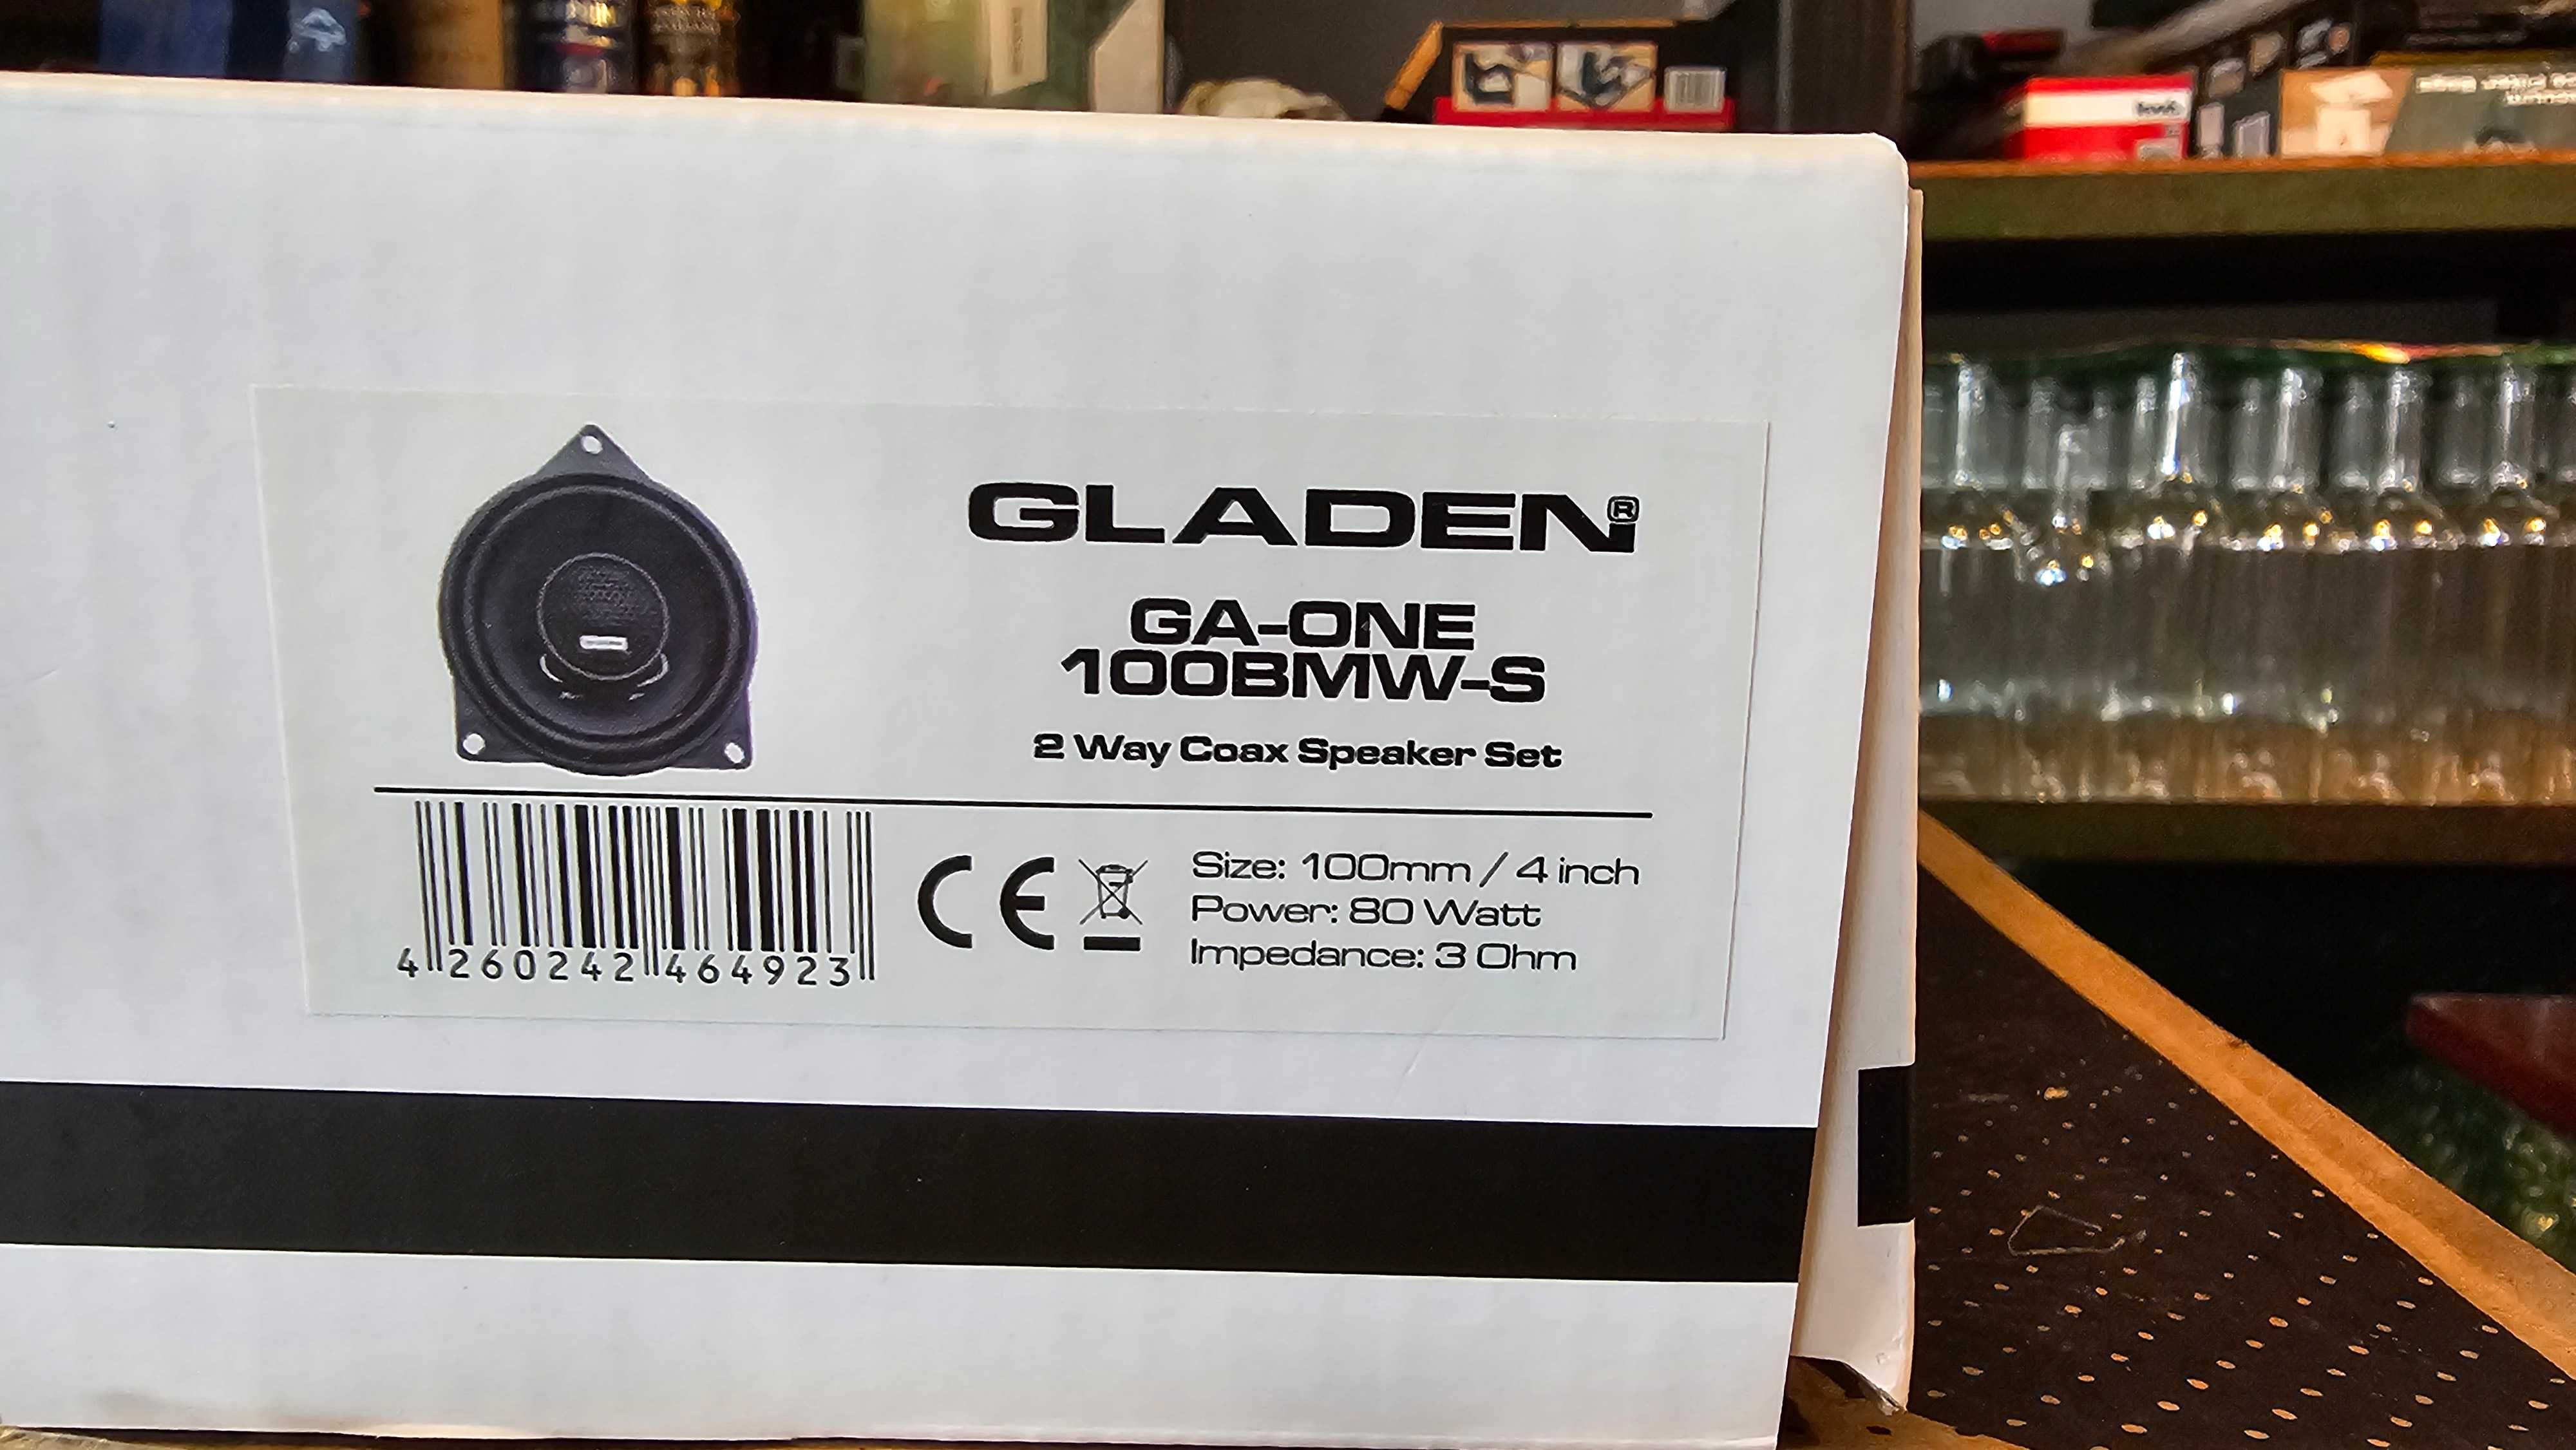 GLADEN®
GA-ONE
100BMW-S
2 Way Coax Speaker Set
4 260242 464923
CE
Size: 100mm / 4 inch
Power: 80 Watt
Impedance: 3 Ohm